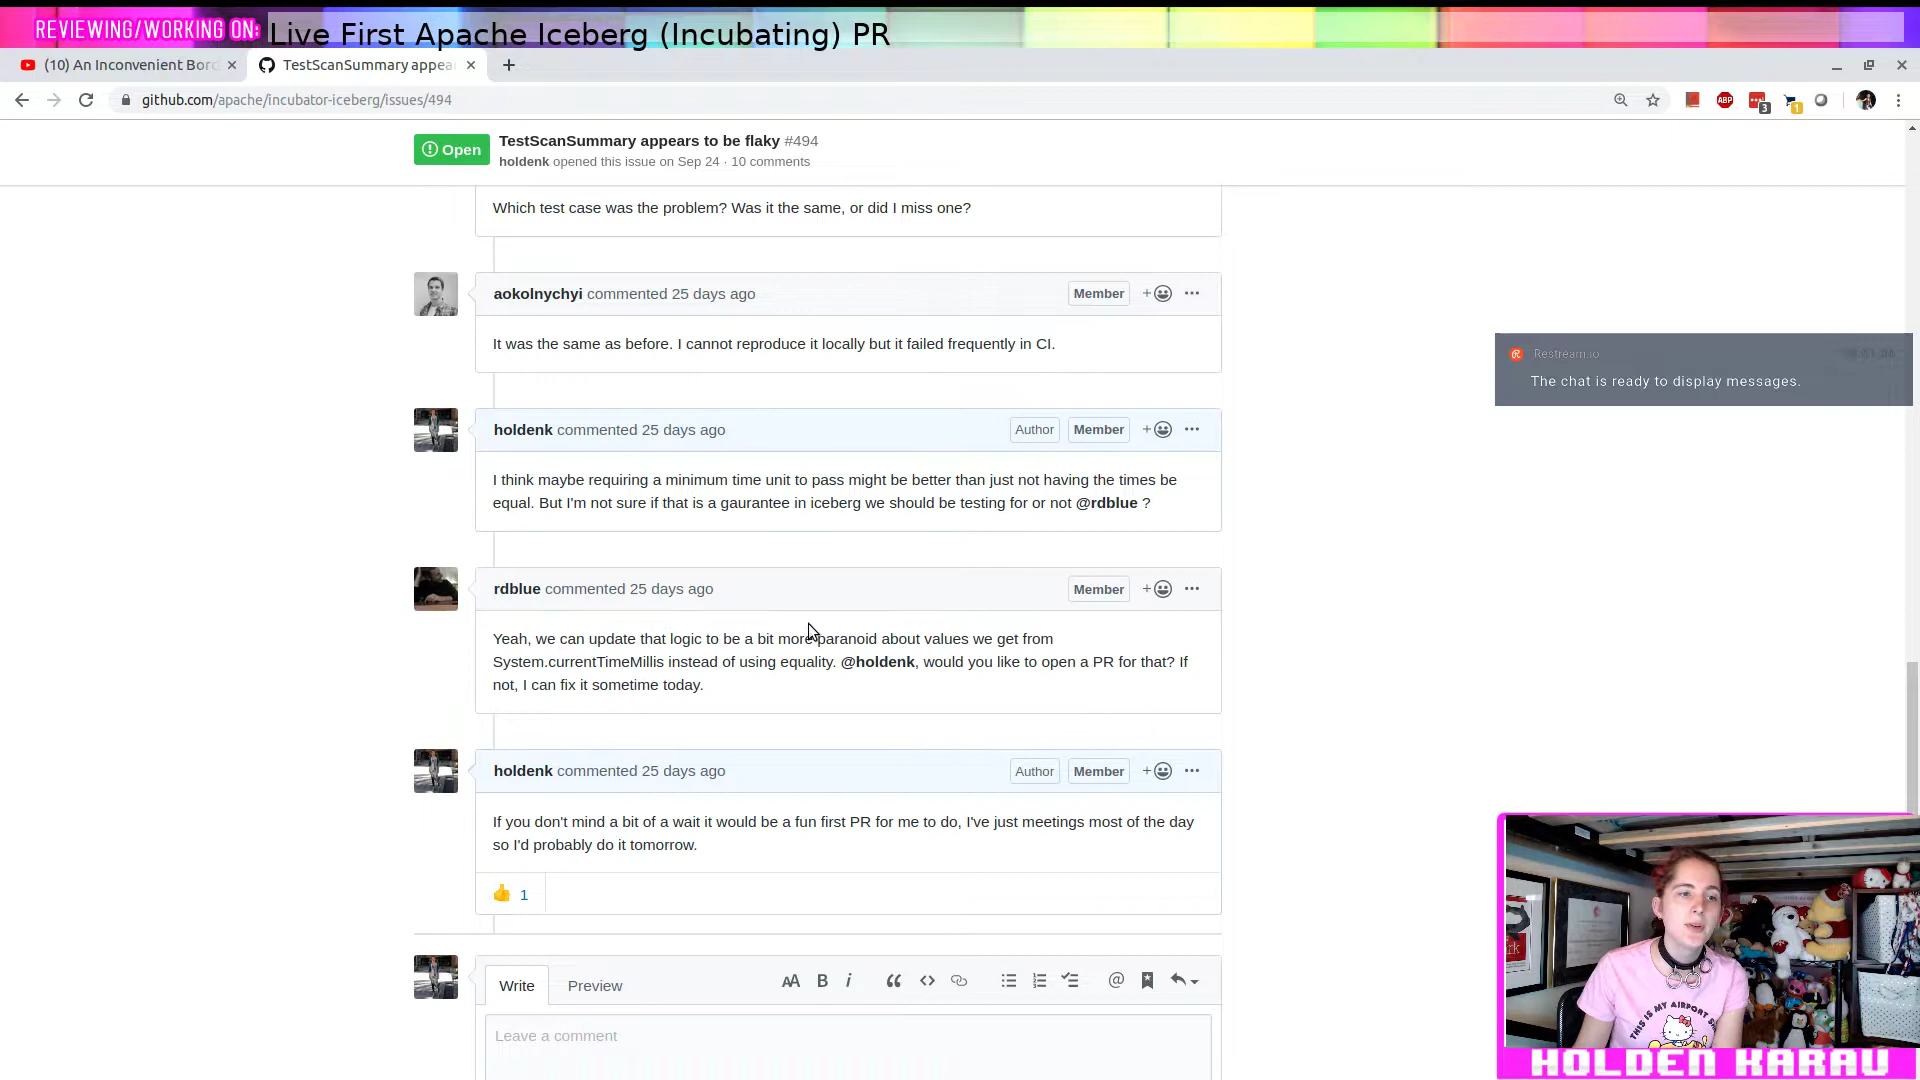 REVIEWING/WORKING ON: Live First Apache Iceberg (Incubating) PR
(10) An Inconvenient Bord
TestScanSummary appea
github.com/apache/incubator-iceberg/issues/494
ABP
3
1
Open
TestScanSummary appears to be flaky #494
holdenk opened this issue on Sep 24 · 10 comments
Which test case was the problem? Was it the same, or did I miss one?
aokolnychyi commented 25 days ago
Member
It was the same as before. I cannot reproduce it locally but it failed frequently in CI.
Restream.io
The chat is ready to display messages.
holdenk commented 25 days ago
Author Member
I think maybe requiring a minimum time unit to pass might be better than just not having the times be
equal. But I'm not sure if that is a gaurantee in iceberg we should be testing for or not @rdblue ?
rdblue commented 25 days ago
Member
Yeah, we can update that logic to be a bit more paranoid about values we get from
System.currentTimeMillis instead of using equality. @holdenk, would you like to open a PR for that? If
not, I can fix it sometime today.
holdenk commented 25 days ago
Author Member
If you don't mind a bit of a wait it would be a fun first PR for me to do, I've just meetings most of the day
so I'd probably do it tomorrow.
1
Write
Preview
Leave a comment
THIS IS MY AIRPORT
HOLDEN KARAU